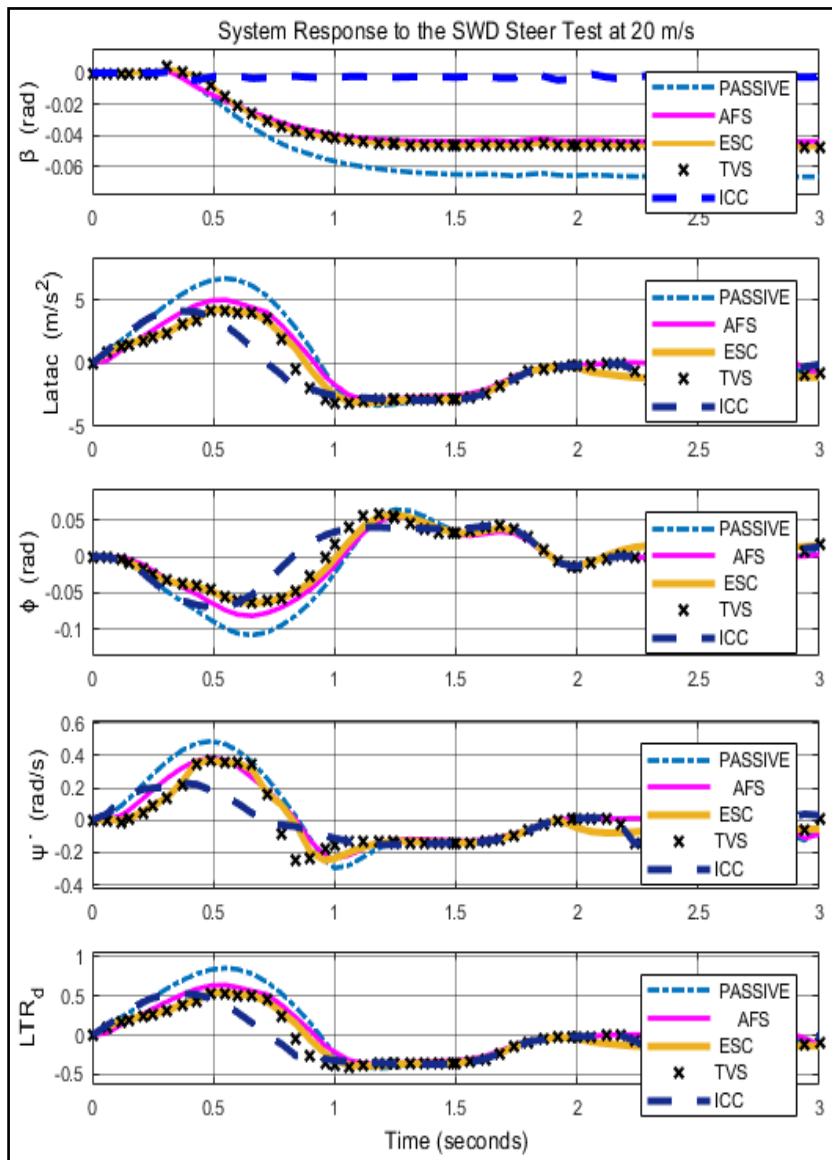 System Response to the SWD Steer Test at 20 m/s
β (rad)
0
-0.02
-0.04
-0.06
PASSIVE
AFS
ESC
TVS
ICC
0 0.5 1 1.5 2 2.5 3
Latac (m/s²)
5
0
-5
PASSIVE
AFS
ESC
TVS
ICC
0 0.5 1 1.5 2 2.5 3
ϕ (rad)
0.05
0
-0.05
-0.1
PASSIVE
AFS
ESC
TVS
ICC
0 0.5 1 1.5 2 2.5 3
ψ˙ (rad/s)
0.6
0.4
0.2
0
-0.2
-0.4
PASSIVE
AFS
ESC
TVS
ICC
0 0.5 1 1.5 2 2.5 3
LTR_d
1
0.5
0
-0.5
PASSIVE
AFS
ESC
TVS
ICC
0 0.5 1 1.5 2 2.5 3
Time (seconds)